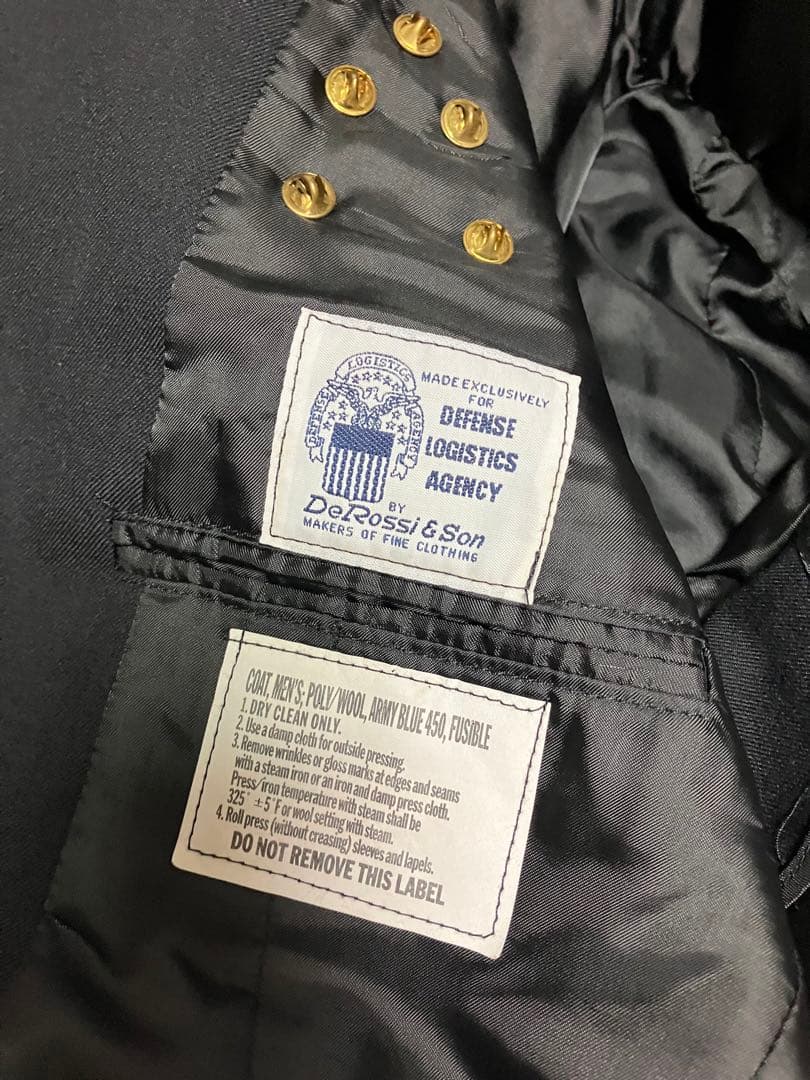 DEFENSE LOGISTICS AGENCY
MADE EXCLUSIVELY
FOR
DEFENSE
LOGISTICS
AGENCY
BY
DeRossi & Son
MAKERS OF FINE CLOTHING
COAT, MEN'S; POLY/WOOL, ARMY BLUE 450, FUSIBLE
1. DRY CLEAN ONLY.
2. Use a damp cloth for outside pressing.
3. Remove wrinkles or gloss marks at edges and seams
with a steam iron or an iron and damp press cloth.
Press/iron temperature with steam shall be
325° ±5° F or wool setting with steam.
4. Roll press (without creasing) sleeves and lapels.
DO NOT REMOVE THIS LABEL